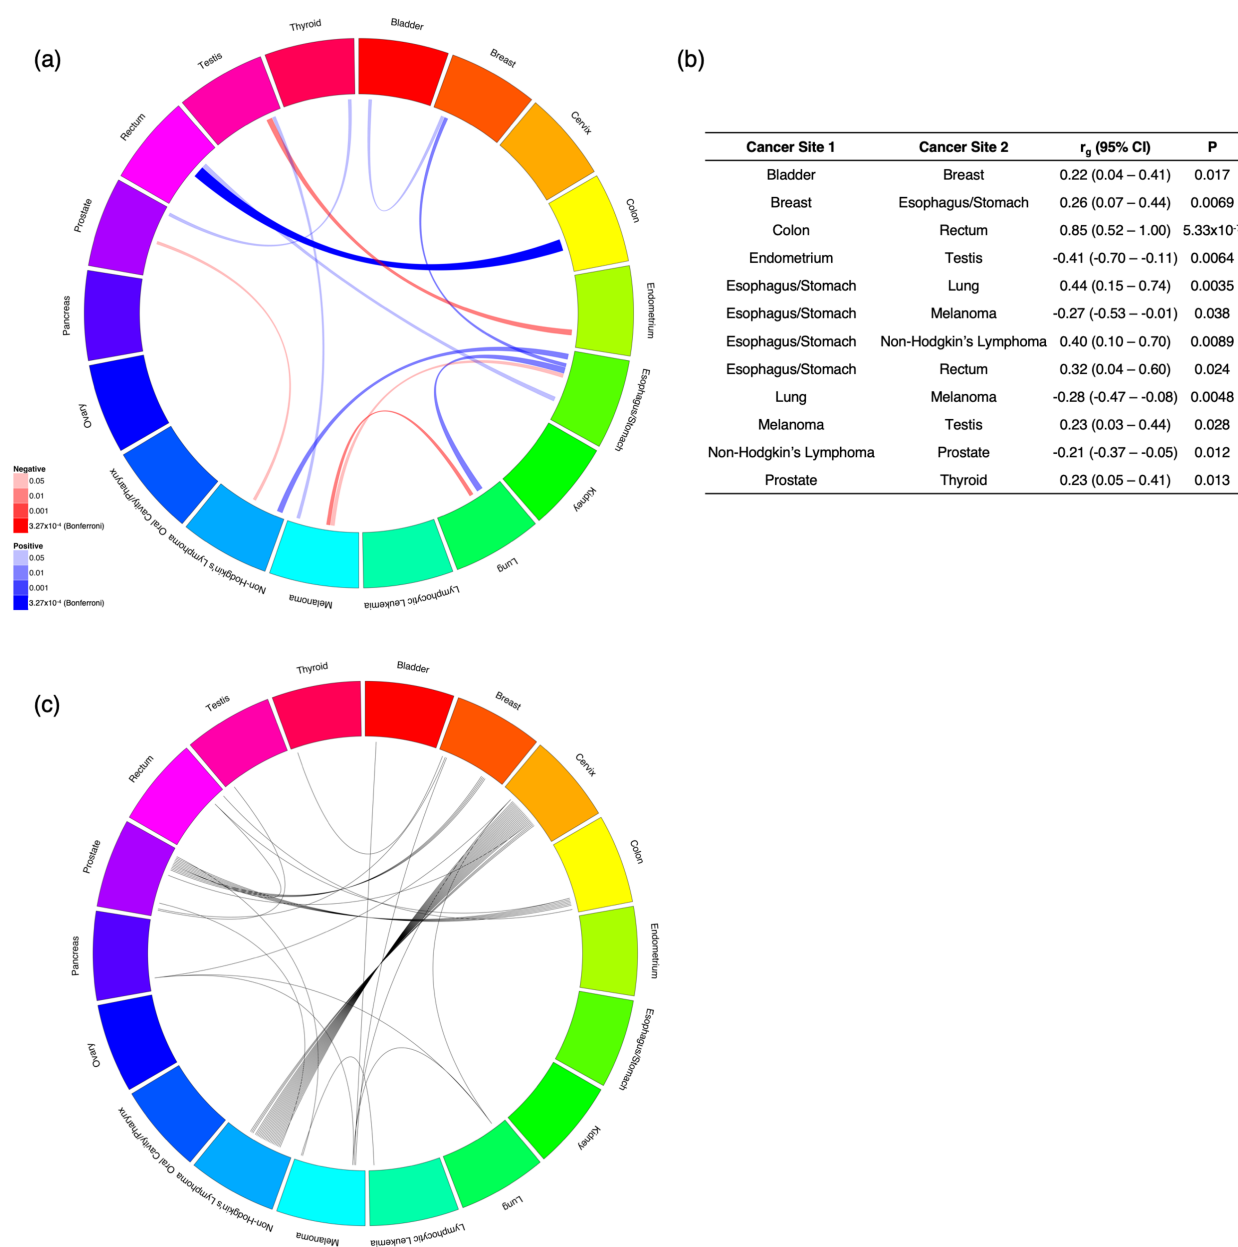 (a)
Thyroid
Bladder
Breast
Cervix
Colon
Endometrium
Esophagus/Stomach
Kidney
Lung
Lymphocytic Leukemia
Melanoma
Non-Hodgkin's Lymphoma
Oral Cavity/Pharynx
Ovary
Pancreas
Prostate
Rectum
Testis
Negative
0.05
0.01
0.001
3.27x10⁻⁴ (Bonferroni)
Positive
0.05
0.01
0.001
3.27x10⁻⁴ (Bonferroni)
(b)
Cancer Site 1 Cancer Site 2 rg (95% CI) P
Bladder Breast 0.22 (0.04 – 0.41) 0.017
Breast Esophagus/Stomach 0.26 (0.07 – 0.44) 0.0069
Colon Rectum 0.85 (0.52 – 1.00)
Endometrium Testis -0.41 (-0.70 – -0.11) 0.0064
Esophagus/Stomach Lung 0.44 (0.15 – 0.74) 0.0035
Esophagus/Stomach Melanoma -0.27 (-0.53 – -0.01) 0.038
Esophagus/Stomach Non-Hodgkin's Lymphoma 0.40 (0.10 – 0.70) 0.0089
Esophagus/Stomach Rectum 0.32 (0.04 – 0.60) 0.024
Lung Melanoma -0.28 (-0.47 – -0.08) 0.0048
Melanoma Testis 0.23 (0.03 – 0.44) 0.028
Non-Hodgkin's Lymphoma Prostate -0.21 (-0.37 – -0.05) 0.012
Prostate Thyroid 0.23 (0.05 – 0.41) 0.013
(c)
Thyroid
Bladder
Breast
Cervix
Colon
Endometrium
Esophagus/Stomach
Kidney
Lung
Lymphocytic Leukemia
Melanoma
Non-Hodgkin's Lymphoma
Oral Cavity/Pharynx
Ovary
Pancreas
Prostate
Rectum
Testis